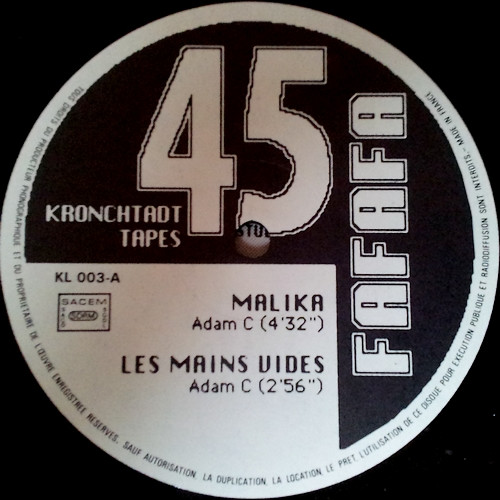 45
KRONCHTADT
TAPES
FAFAFA
KL 003-A
SACEM
SDRM
MALIKA
Adam C (4'32")
LES MAINS VIDES
Adam C (2'56")
TOUS DROITS DU PRODUCTEUR PHONOGRAPHIQUE ET DU PROPRIETAIRE DE L'ŒUVRE ENREGISTREE RESERVES. SAUF AUTORISATION, LA DUPLICATION, LA LOCATION, LE PRET, L'UTILISATION DE CE DISQUE POUR EXECUTION PUBLIQUE ET RADIODIFFUSION SONT INTERDITS.- MADE IN FRANCE